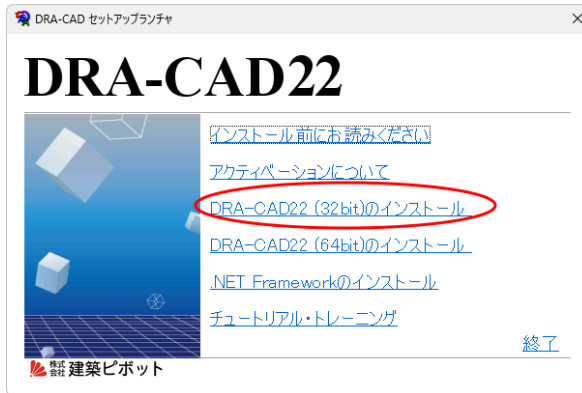 DRA-CAD セットアップランチャ
DRA-CAD22
インストール前にお読みください
アクティベーションについて
DRA-CAD22 (32bit)のインストール
DRA-CAD22 (64bit)のインストール
.NET Frameworkのインストール
チュートリアル・トレーニング
終了
株式会社 建築ピボット